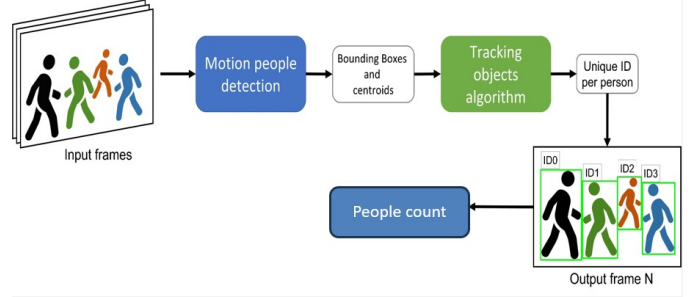 Input frames
Motion people
detection
Bounding Boxes
and
centroids
Tracking
objects
algorithm
Unique ID
per person
ID0
ID1
ID2
ID3
Output frame N
People count